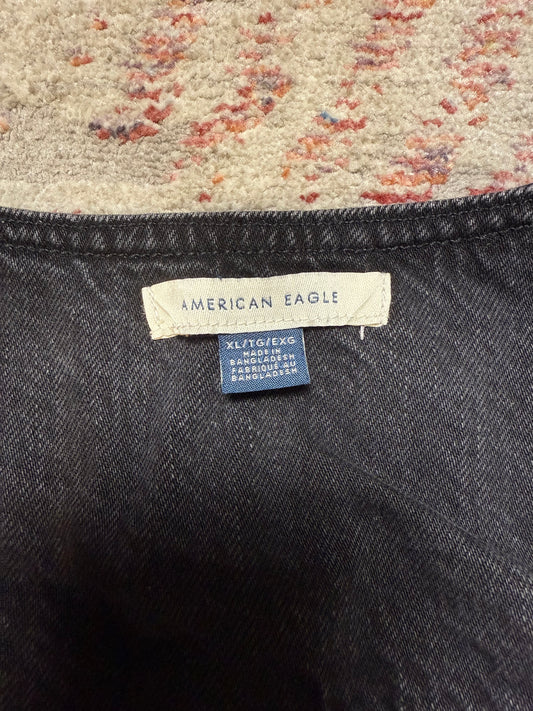 AMERICAN EAGLE
XL/TG/EXG
MADE IN
BANGLADESH
FABRIQUÉ AU
BANGLADESH